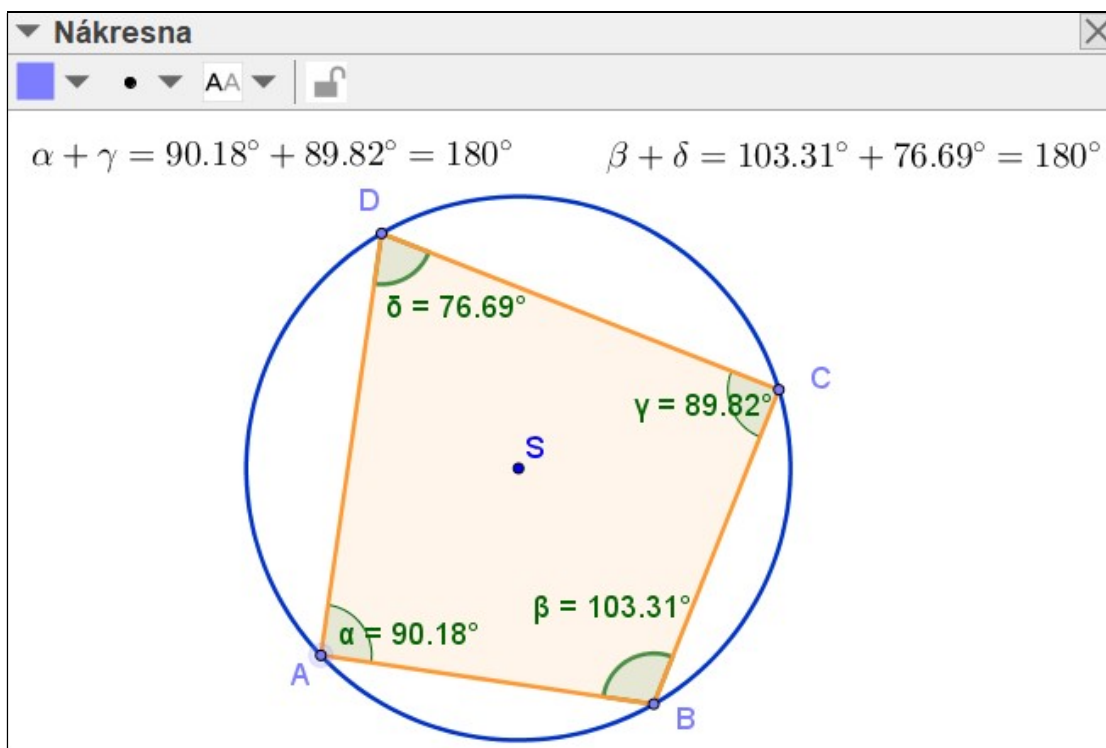 Nákresna
AA
α + γ = 90.18° + 89.82° = 180°
β + δ = 103.31° + 76.69° = 180°
D
δ = 76.69°
C
γ = 89.82°
S
β = 103.31°
α = 90.18°
A
B